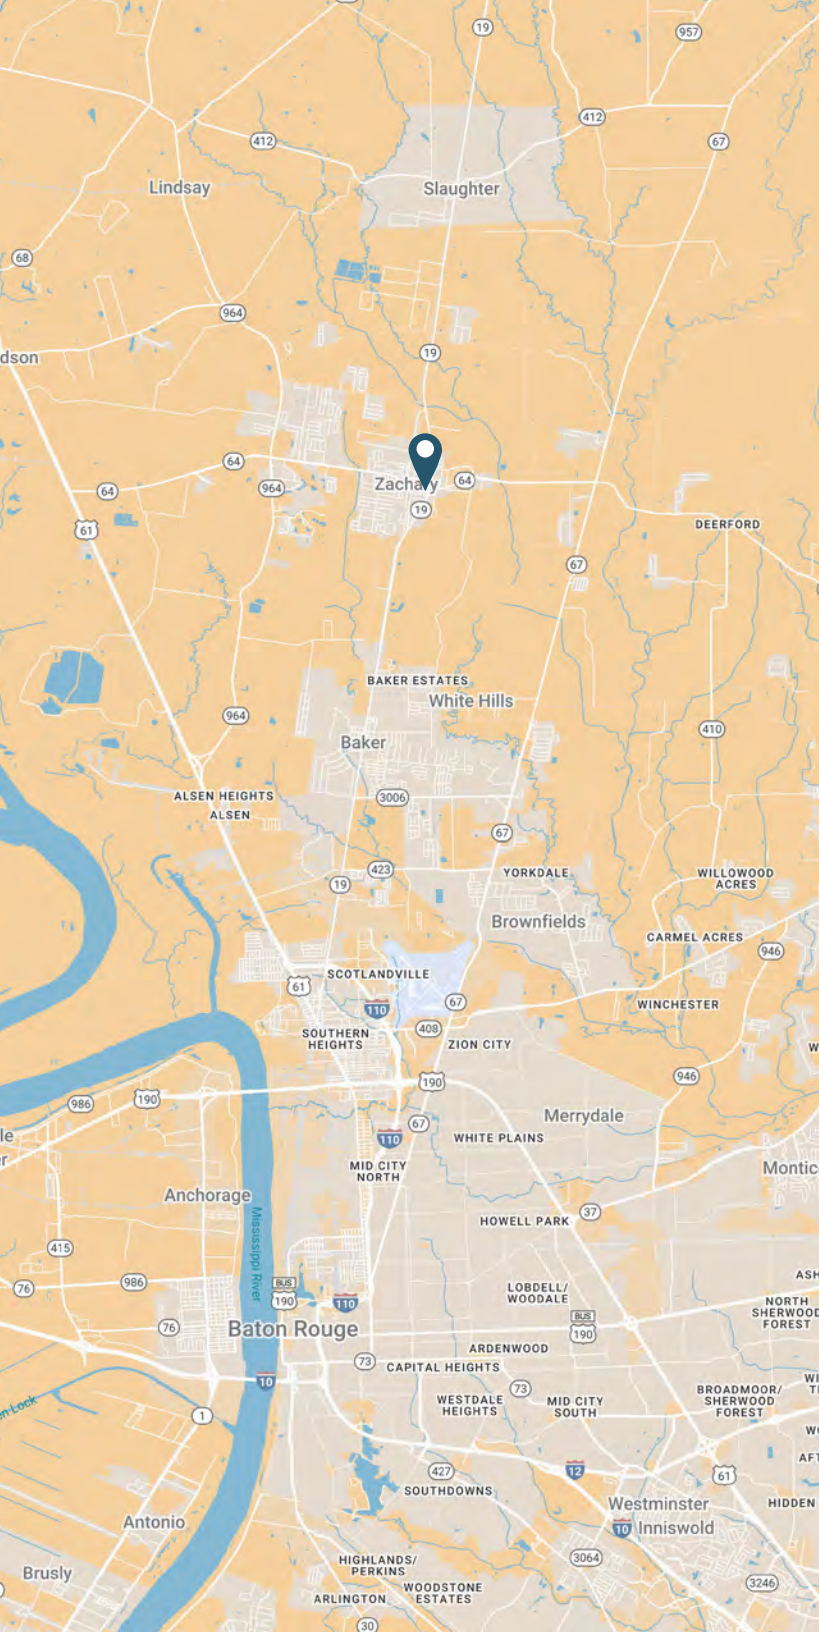 19
957
412
67
412
Lindsay
Slaughter
68
964
19
dson
64
Zachary
64
964
64
19
61
DEERFORD
67
BAKER ESTATES
White Hills
964
410
Baker
ALSEN HEIGHTS
3006
ALSEN
67
423
YORKDALE
WILLOWOOD
ACRES
19
Brownfields
CARMEL ACRES
946
SCOTLANDVILLE
61
67
WINCHESTER
110
408
SOUTHERN
HEIGHTS
ZION CITY
W
946
190
190
986
Merrydale
67
le
r
110
WHITE PLAINS
MID CITY
NORTH
Montic
Anchorage
37
HOWELL PARK
Mississippi River
415
ASH
76
986
BUS
190
110
LOBDELL/
WOODALE
NORTH
SHERWOOD
FOREST
BUS
190
76
Baton Rouge
ARDENWOOD
73
CAPITAL HEIGHTS
10
WI
T
73
BROADMOOR/
SHERWOOD
FOREST
WESTDALE
HEIGHTS
MID CITY
SOUTH
n Lock
1
WO
AFT
427
12
61
SOUTHDOWNS
Westminster
HIDDEN
Antonio
10
Inniswold
3064
HIGHLANDS/
PERKINS
Brusly
3246
WOODSTONE
ESTATES
ARLINGTON
30